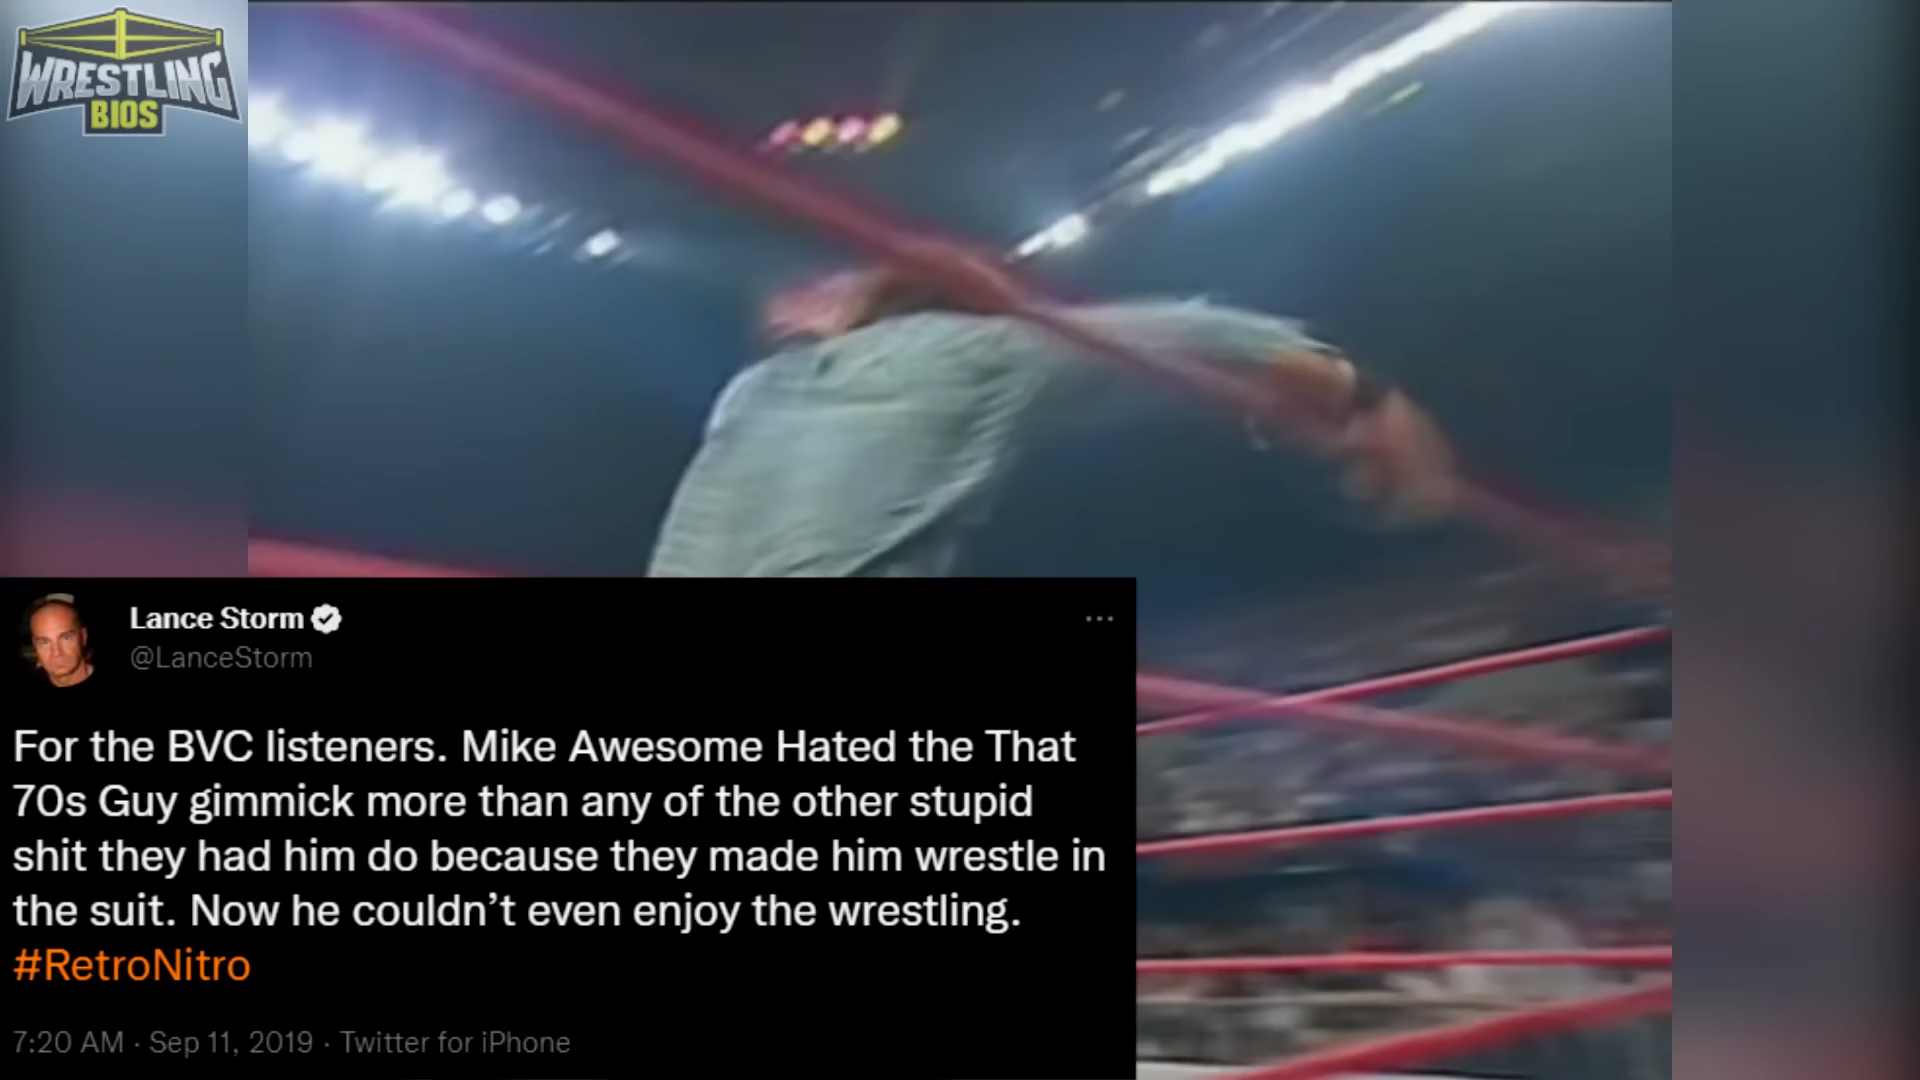 WRESTLING
BIOS
Lance Storm
@LanceStorm
For the BVC listeners. Mike Awesome Hated the That
70s Guy gimmick more than any of the other stupid
shit they had him do because they made him wrestle in
the suit. Now he couldn’t even enjoy the wrestling.
#RetroNitro
7:20 AM · Sep 11, 2019 · Twitter for iPhone